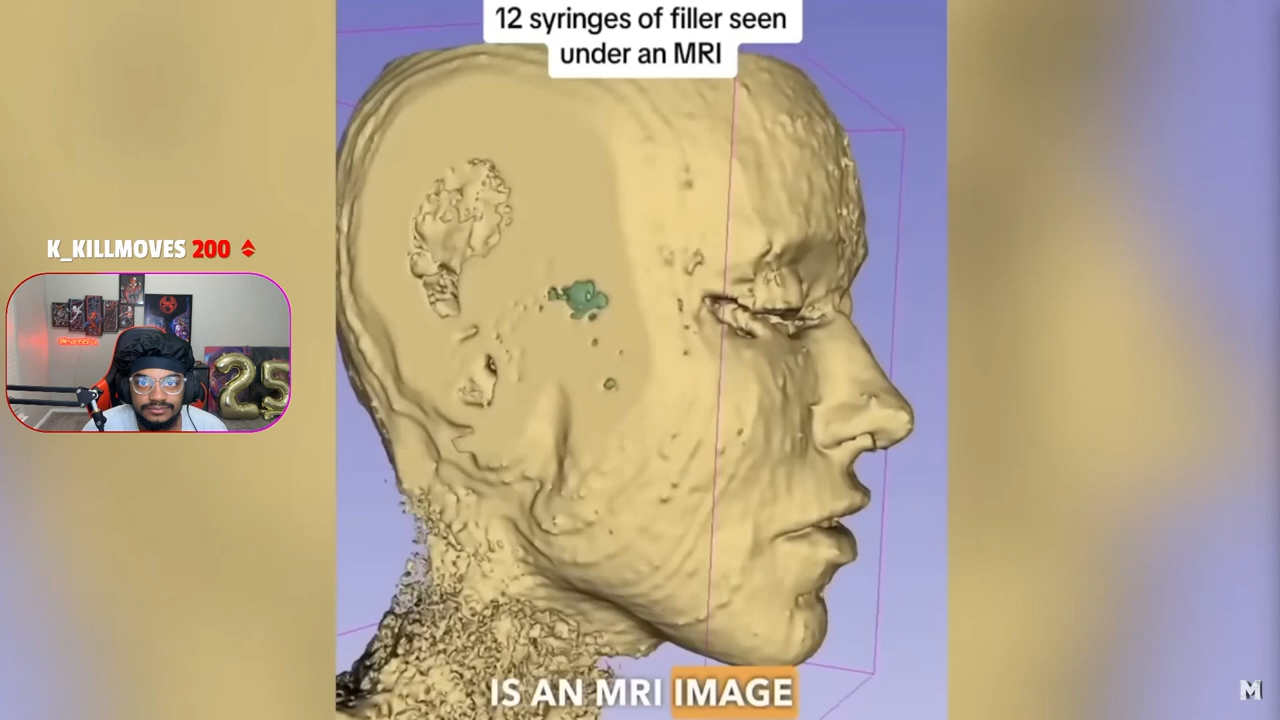 12 syringes of filler seen
under an MRI
K_KILLMOVES 200
IS AN MRI IMAGE
M